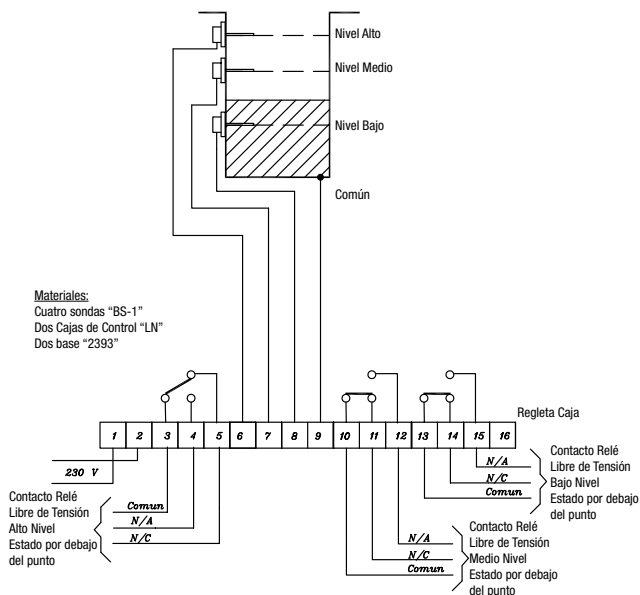 Nivel Alto
Nivel Medio
Nivel Bajo
Común
Materiales:
Cuatro sondas “BS-1”
Dos Cajas de Control “LN”
Dos base “2393”
Regleta Caja
1 2 3 4 5 6 7 8 9 10 11 12 13 14 15 16
230 V
Contacto Relé
Libre de Tensión
Alto Nivel
Estado por debajo
del punto
Comun
N/A
N/C
N/A
N/C
Comun
Contacto Relé
Libre de Tensión
Bajo Nivel
Estado por debajo
del punto
N/A
N/C
Comun
Contacto Relé
Libre de Tensión
Medio Nivel
Estado por debajo
del punto